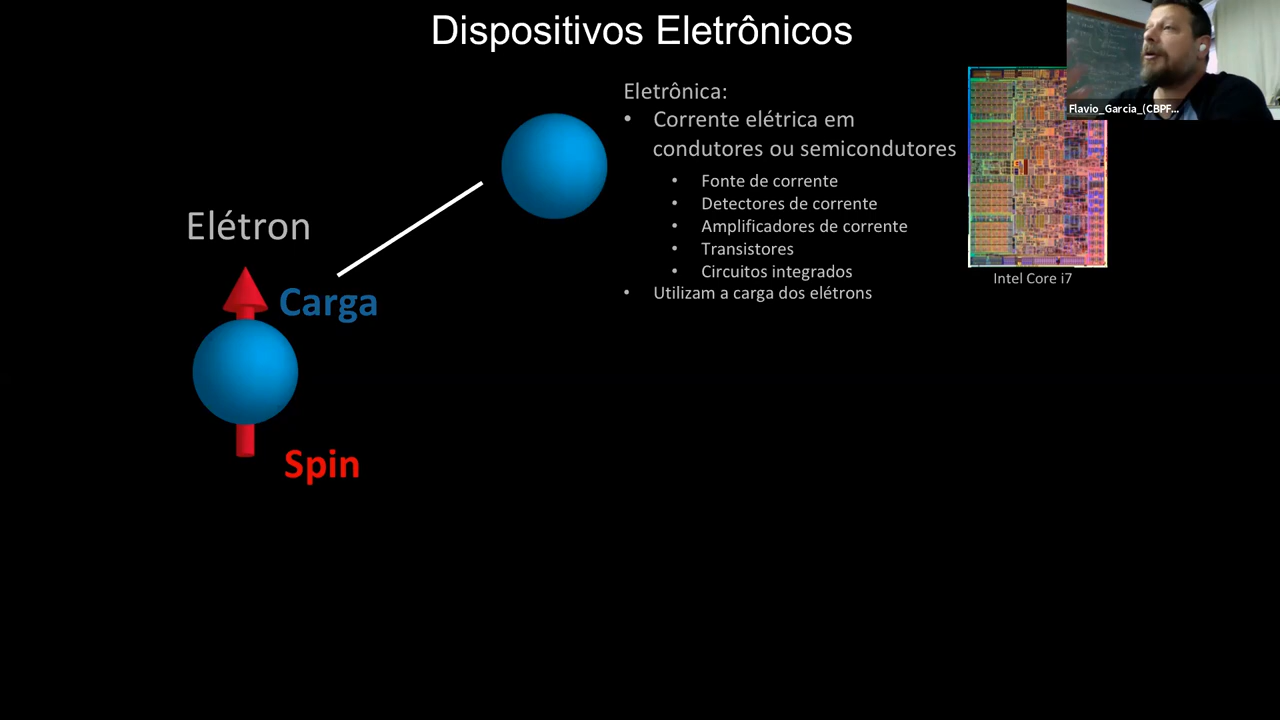 Dispositivos Eletrônicos
Flavio_Garcia_(CBPF...
Eletrônica:
• Corrente elétrica em
condutores ou semicondutores
• Fonte de corrente
• Detectores de corrente
• Amplificadores de corrente
• Transistores
• Circuitos integrados
• Utilizam a carga dos elétrons
Intel Core i7
Elétron
Carga
Spin